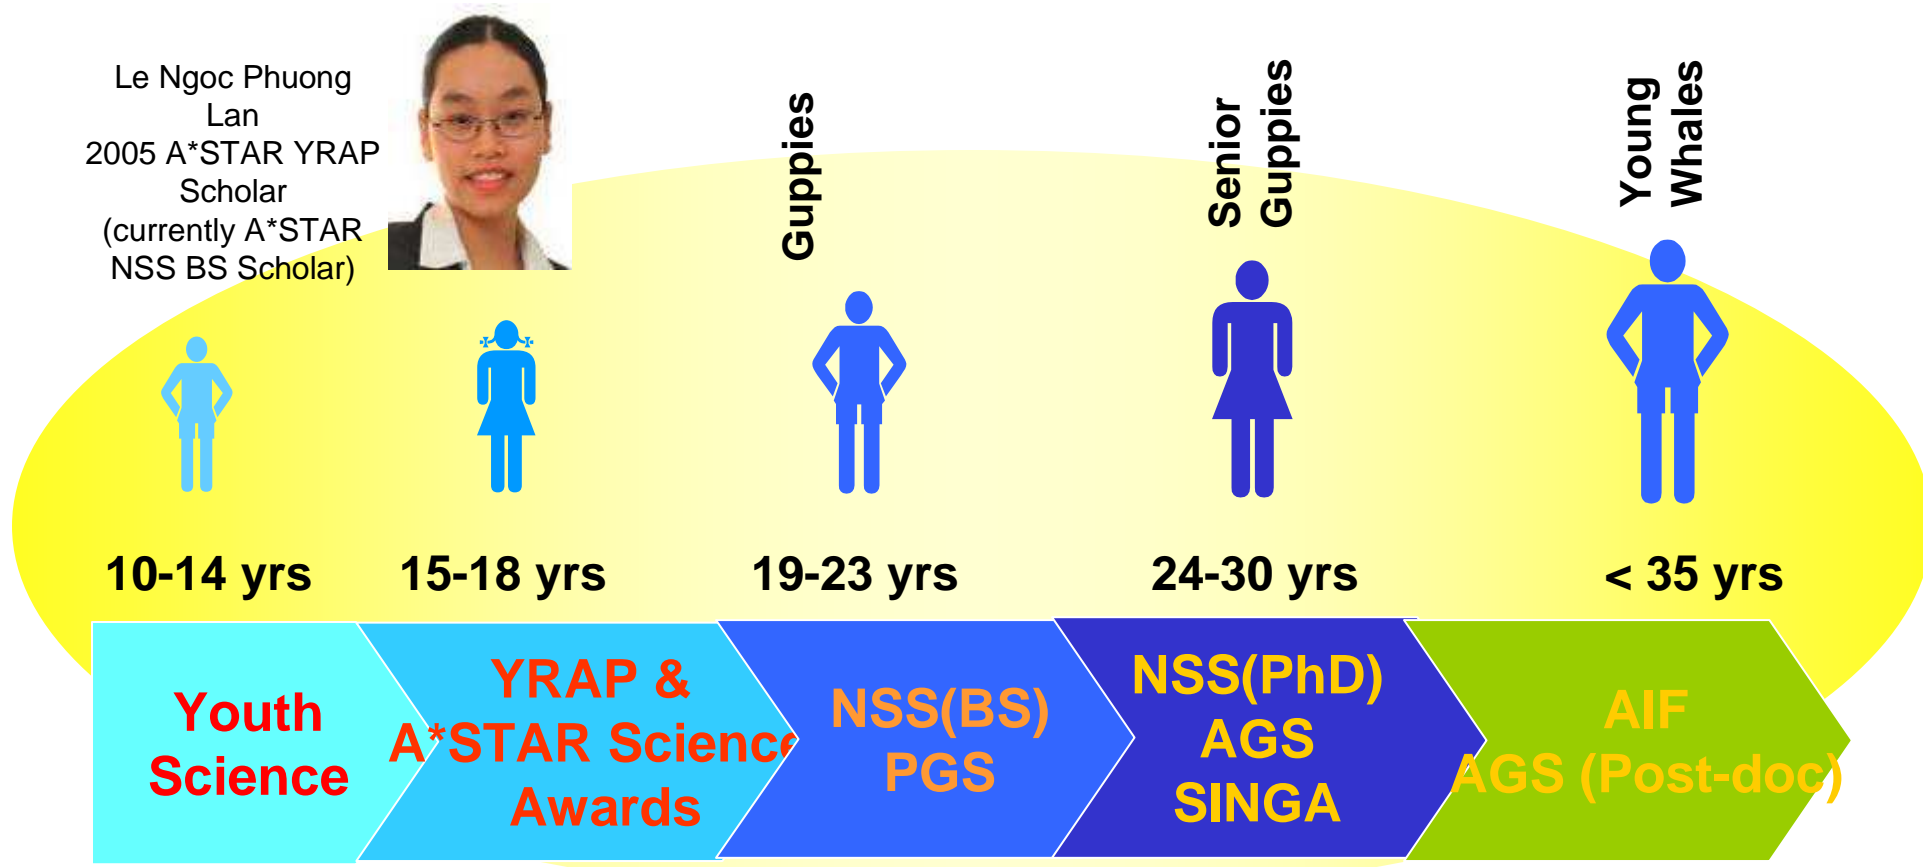 Le Ngoc Phuong
Lan
2005 A*STAR YRAP
Scholar
(currently A*STAR
NSS BS Scholar)
Guppies
Senior
Guppies
Young
Whales
10-14 yrs
15-18 yrs
19-23 yrs
24-30 yrs
< 35 yrs
Youth
Science
YRAP &
A*STAR Science
Awards
NSS(BS)
PGS
NSS(PhD)
AGS
SINGA
AIF
AGS (Post-doc)